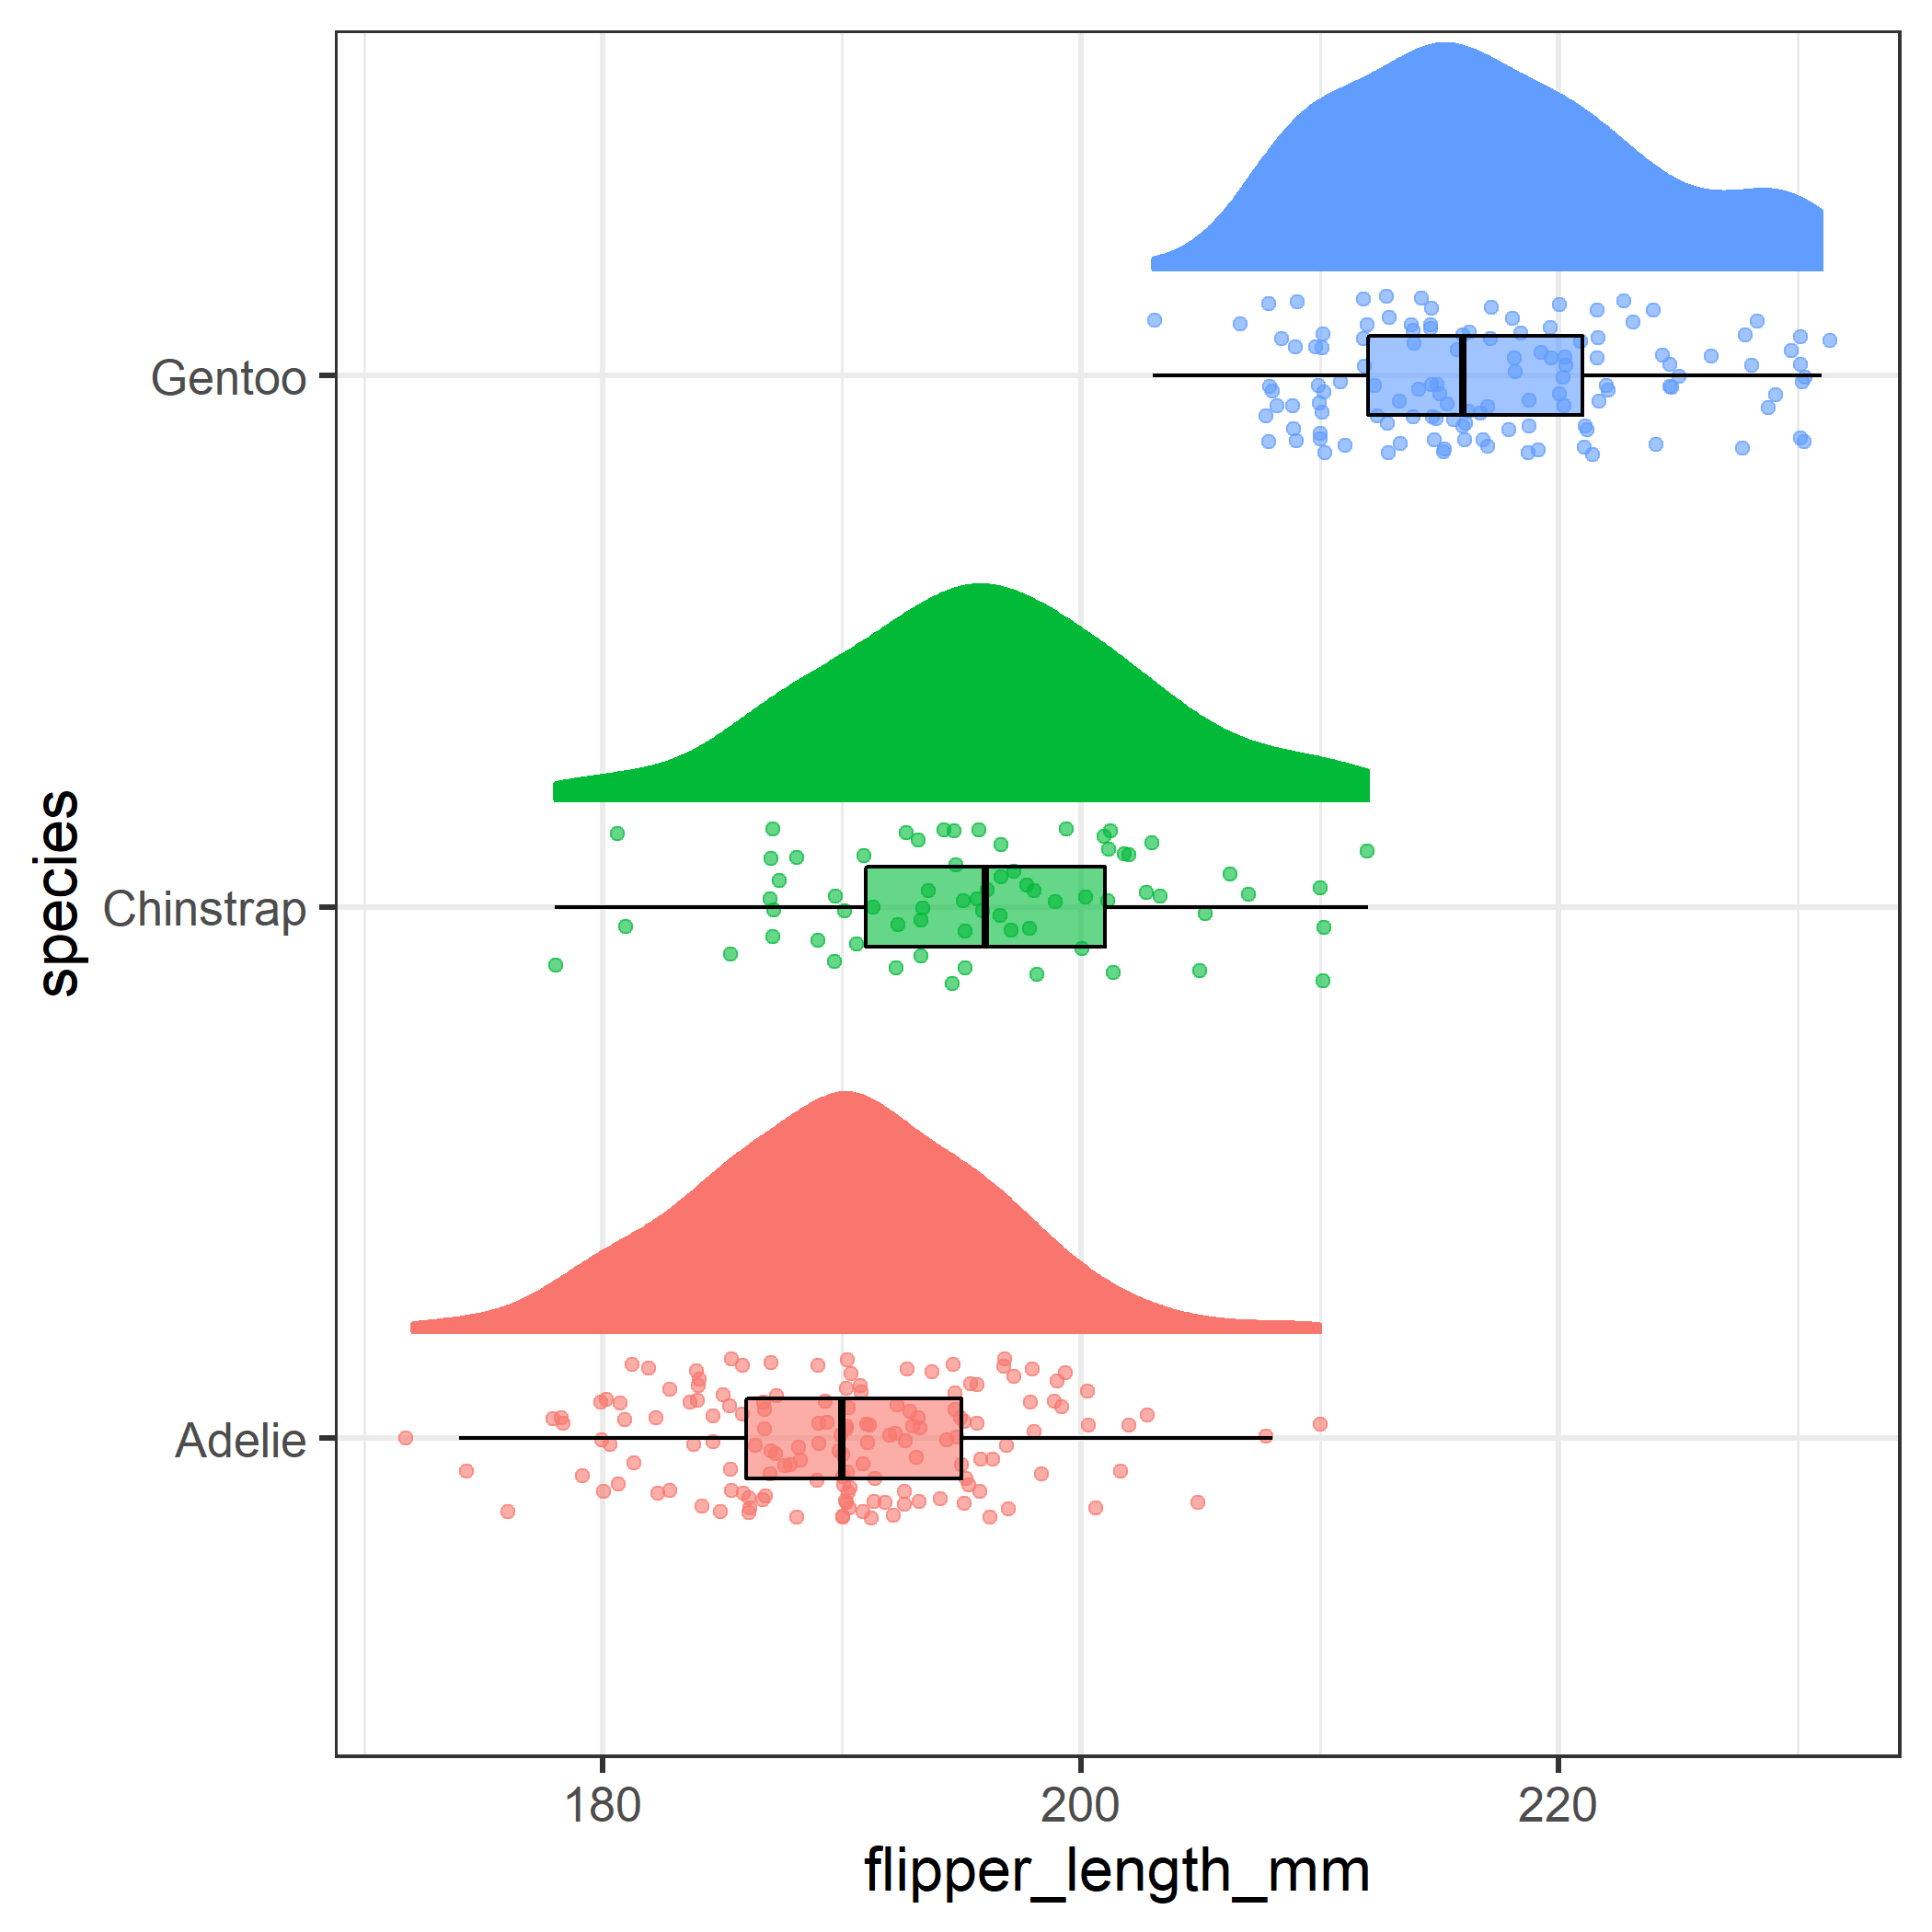 Gentoo
Chinstrap
Adelie
species
180 200 220
flipper_length_mm